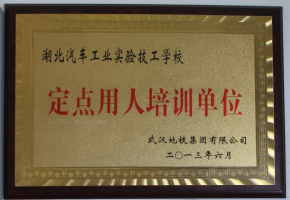 湖北汽车工业实验技工学校
定点用人培训单位
武汉地铁集团有限公司
二〇一三年六月